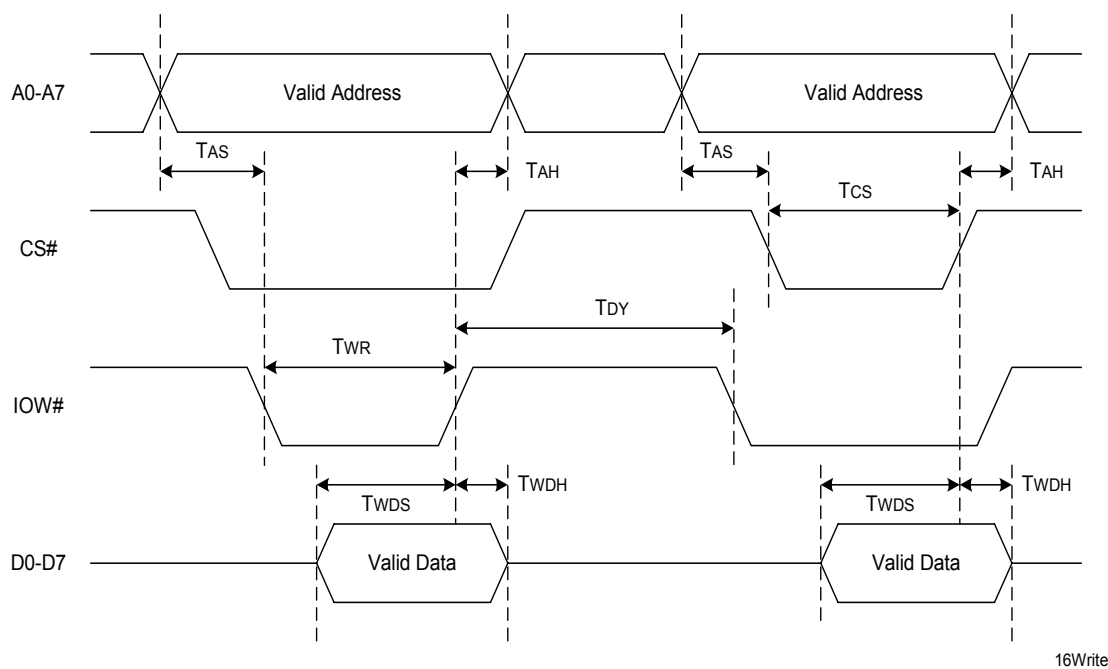 A0-A7
Valid Address
Valid Address
TAS
TAH
TAS
TAH
TCS
CS#
TDY
TWR
IOW#
TWDS
TWDH
TWDS
TWDH
D0-D7
Valid Data
Valid Data
16Write